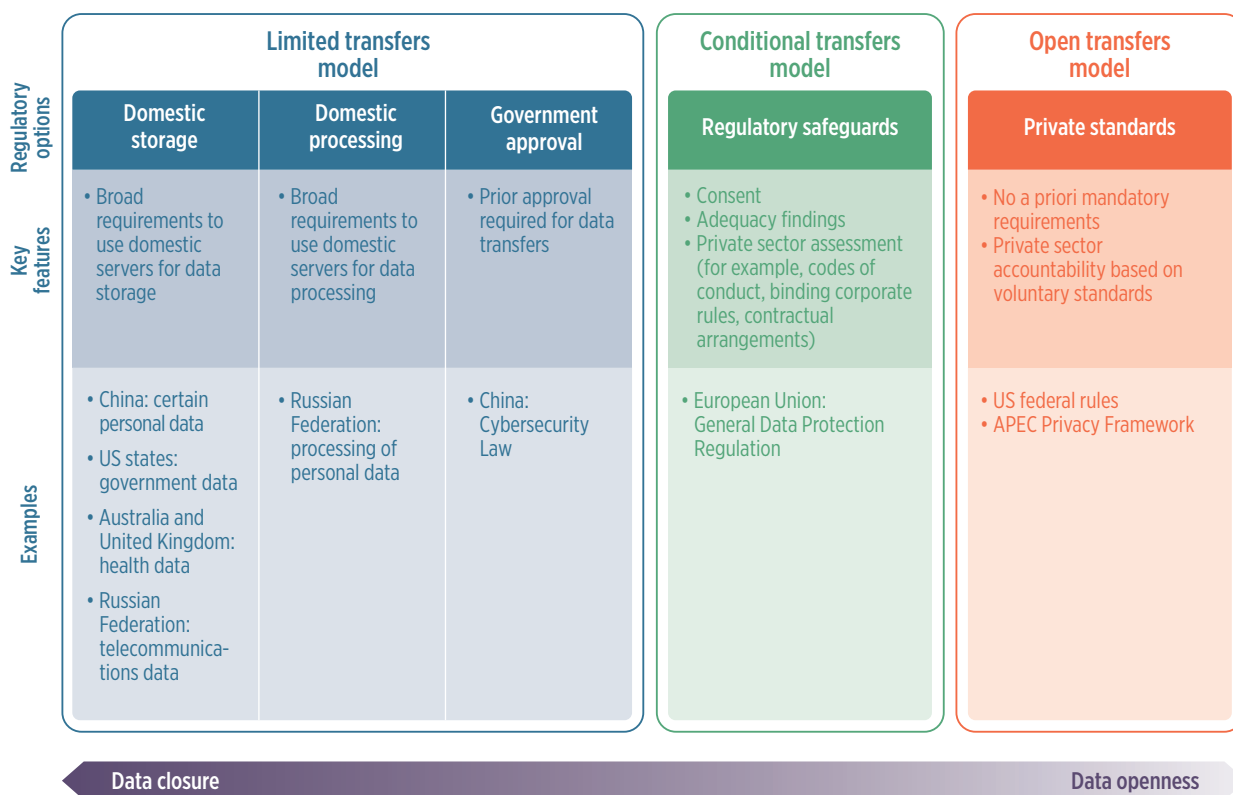 Limited transfers
model
Conditional transfers
model
Open transfers
model
Regulatory
options
Domestic
storage
Domestic
processing
Government
approval
Regulatory safeguards
Private standards
Key
features
• Broad
requirements to
use domestic
servers for data
storage
• Broad
requirements to
use domestic
servers for data
processing
• Prior approval
required for data
transfers
• Consent
• Adequacy findings
• Private sector assessment
(for example, codes of
conduct, binding corporate
rules, contractual
arrangements)
• No a priori mandatory
requirements
• Private sector
accountability based on
voluntary standards
Examples
• China: certain
personal data
• US states:
government data
• Australia and
United Kingdom:
health data
• Russian
Federation:
telecommunica-
tions data
• Russian
Federation:
processing of
personal data
• China:
Cybersecurity
Law
• European Union:
General Data Protection
Regulation
• US federal rules
• APEC Privacy Framework
Data closure
Data openness